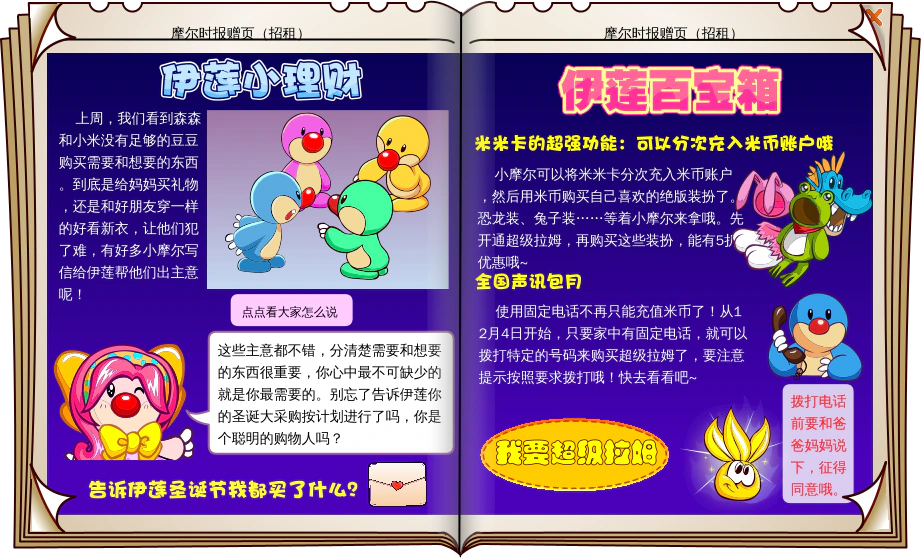 摩尔时报赠页（招租）
伊莲小理财
上周，我们看到森森
和小米没有足够的豆豆
购买需要和想要的东西
。到底是给妈妈买礼物
，还是和好朋友穿一样
的好看新衣，让他们犯
了难，有好多小摩尔写
信给伊莲帮他们出主意
呢！
点点看大家怎么说
这些主意都不错，分清楚需要和想要
的东西很重要，你心中最不可缺少的
就是你最需要的。别忘了告诉伊莲你
的圣诞大采购按计划进行了吗，你是
个聪明的购物人吗？
告诉伊莲圣诞节我都买了什么？
摩尔时报赠页（招租）
伊莲百宝箱
米米卡的超强功能：可以分次充入米币账户哦
小摩尔可以将米米卡分次充入米币账户
，然后用米币购买自己喜欢的绝版装扮了。
恐龙装、兔子装……等着小摩尔来拿哦。先
开通超级拉姆，再购买这些装扮，能有5折
优惠哦~
全国声讯包月
使用固定电话不再只能充值米币了！从1
2月4日开始，只要家中有固定电话，就可以
拨打特定的号码来购买超级拉姆了，要注意
提示按照要求拨打哦！快去看看吧~
我要超级拉姆
拨打电话
前要和爸
爸妈妈说
下，征得
同意哦。